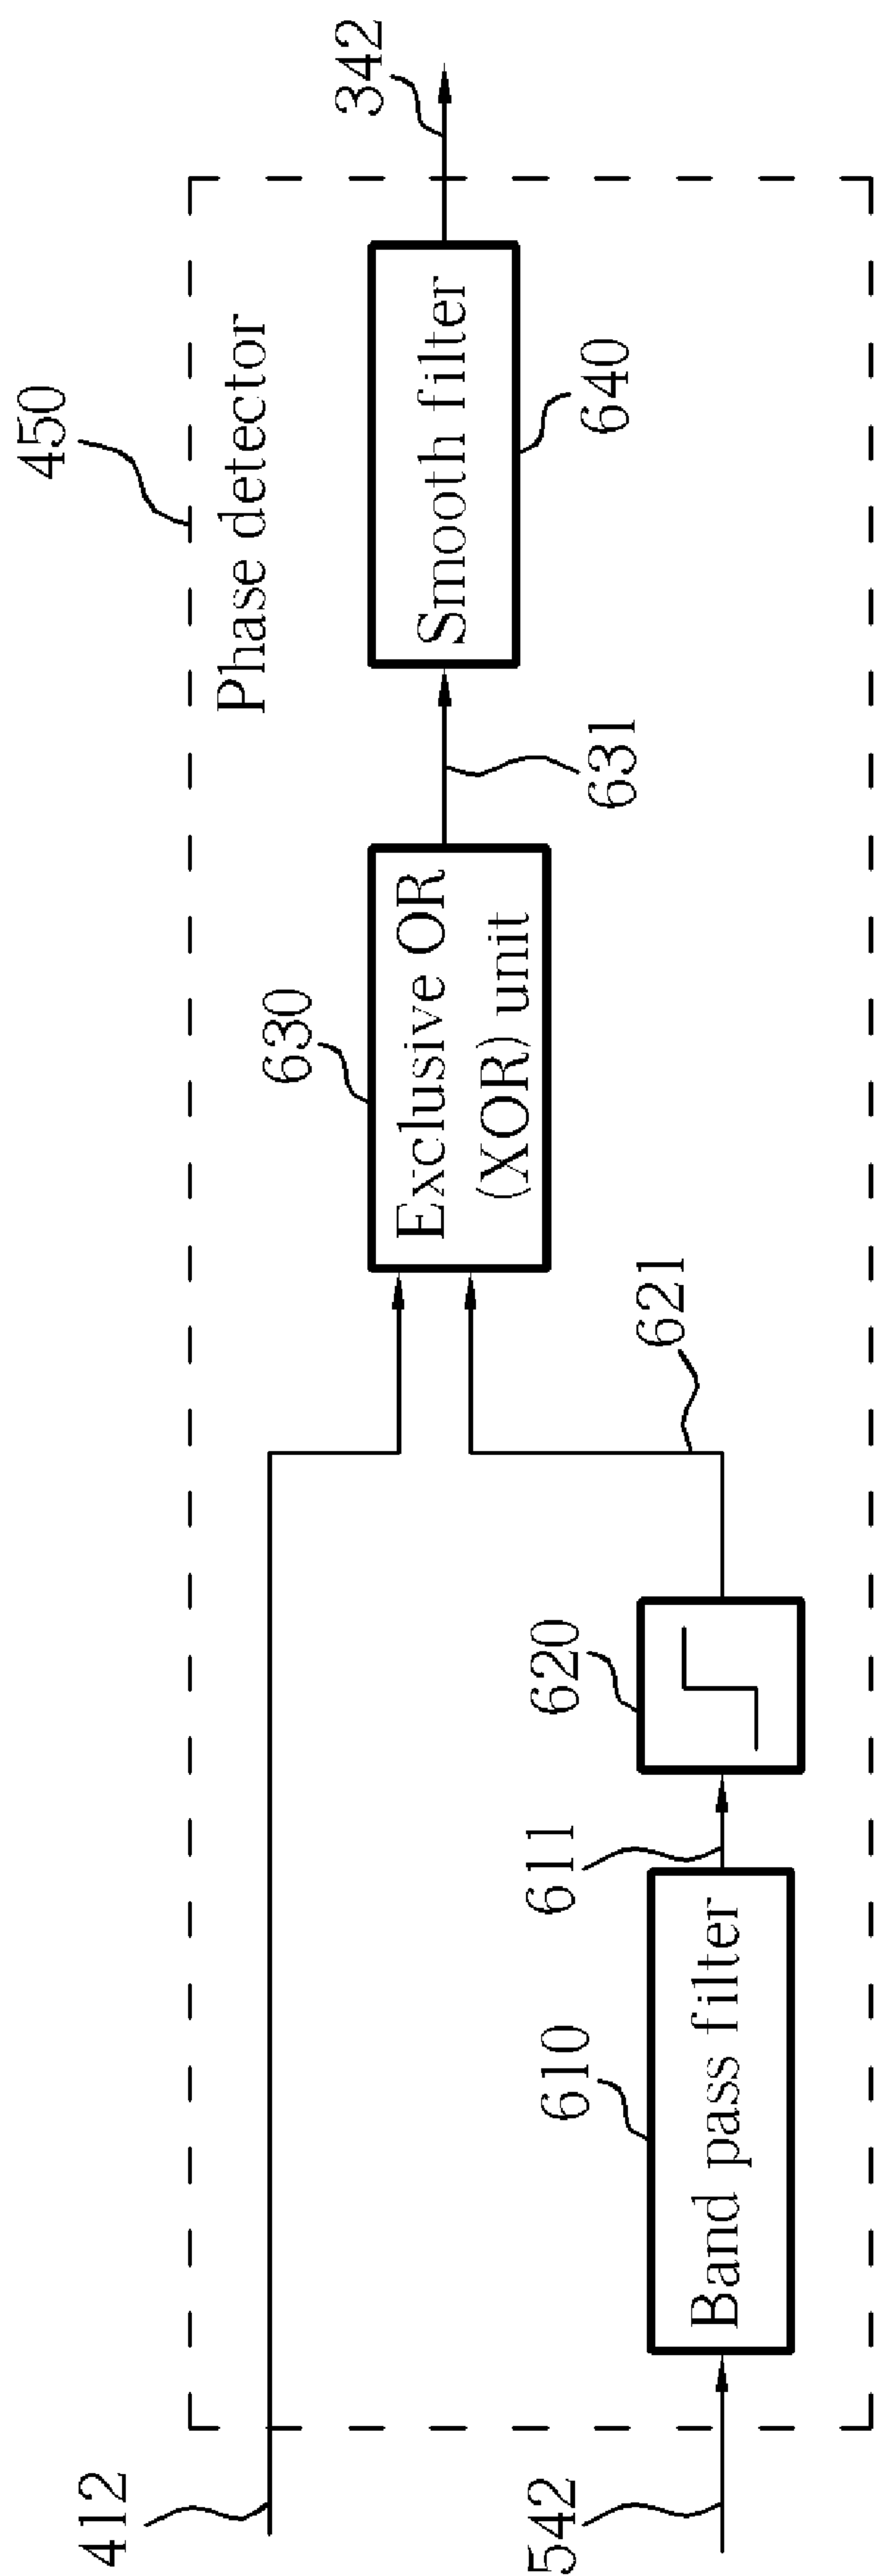 450
Phase detector
412
630
Exclusive OR
(XOR) unit
631
Smooth filter
640
342
542
610
Band pass filter
611
620
621